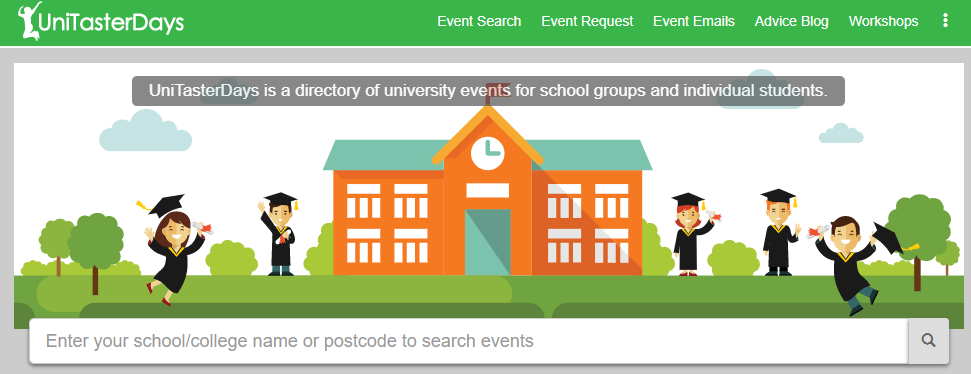 UniTasterDays
Event Search
Event Request
Event Emails
Advice Blog
Workshops
UniTasterDays is a directory of university events for school groups and individual students.
Enter your school/college name or postcode to search events